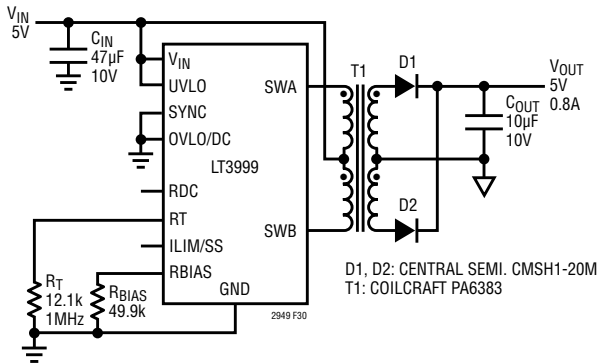 VIN
5V
CIN
47µF
10V
T1
D1
VOUT
5V
0.8A
COUT
10µF
10V
VIN
UVLO
SYNC
OVLO/DC
LT3999
RDC
RT
ILIM/SS
RBIAS
GND
SWA
SWB
D2
RT
12.1k
1MHz
RBIAS
49.9k
2949 F30
D1, D2: CENTRAL SEMI. CMSH1-20M
T1: COILCRAFT PA6383